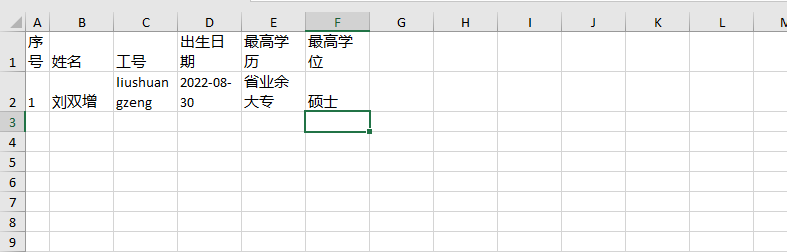 A B C D E F G H I J K L M
序 出生日 最高学 最高学
1 号 姓名 工号 期 历 位
liushuan 2022-08- 省业余
2 1 刘双增 gzeng 30 大专 硕士
3
4
5
6
7
8
9